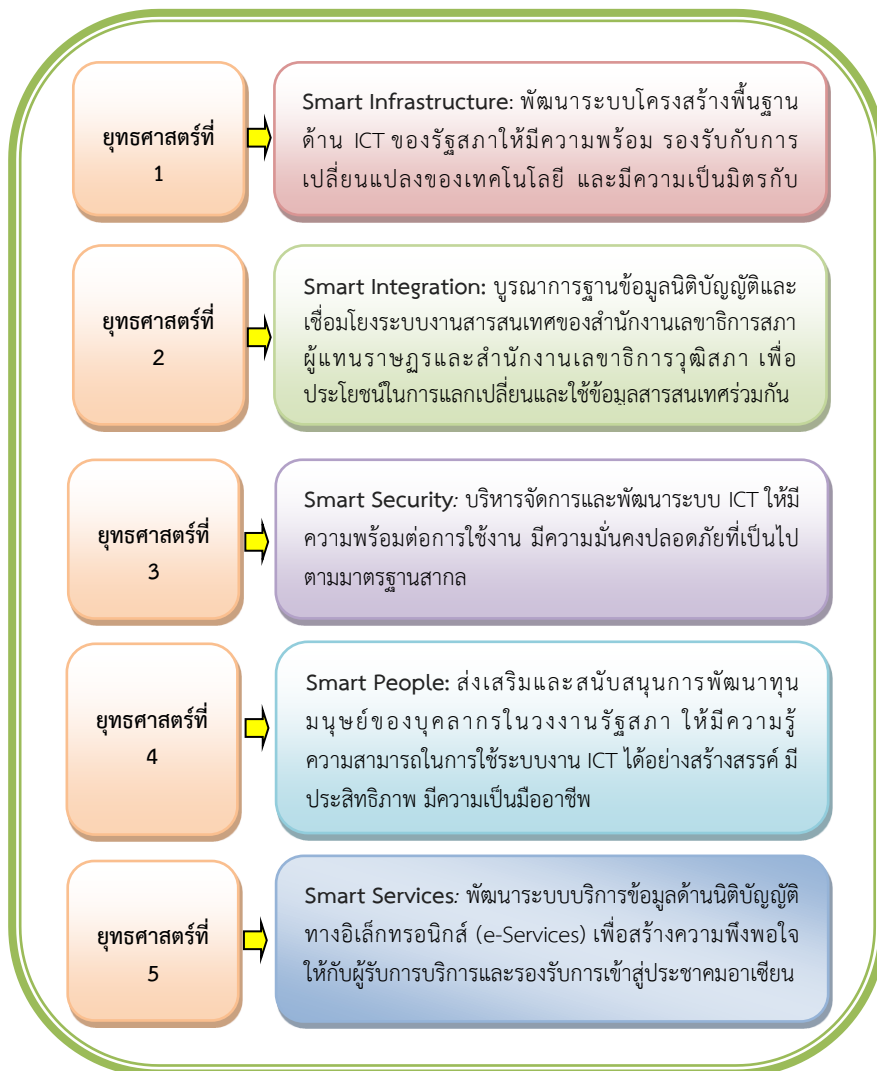 ยุทธศาสตร์ที่
1
Smart Infrastructure: พัฒนาระบบโครงสร้างพื้นฐาน
ด้าน ICT ของรัฐสภาให้มีความพร้อม รองรับกับการ
เปลี่ยนแปลงของเทคโนโลยี และมีความเป็นมิตรกับ
ยุทธศาสตร์ที่
2
Smart Integration: บูรณาการฐานข้อมูลนิติบัญญัติและ
เชื่อมโยงระบบงานสารสนเทศของสำนักงานเลขาธิการสภา
ผู้แทนราษฎรและสำนักงานเลขาธิการวุฒิสภา เพื่อ
ประโยชน์ในการแลกเปลี่ยนและใช้ข้อมูลสารสนเทศร่วมกัน
ยุทธศาสตร์ที่
3
Smart Security: บริหารจัดการและพัฒนาระบบ ICT ให้มี
ความพร้อมต่อการใช้งาน มีความมั่นคงปลอดภัยที่เป็นไป
ตามมาตรฐานสากล
ยุทธศาสตร์ที่
4
Smart People: ส่งเสริมและสนับสนุนการพัฒนาทุน
มนุษย์ของบุคลากรในวงงานรัฐสภา ให้มีความรู้
ความสามารถในการใช้ระบบงาน ICT ได้อย่างสร้างสรรค์ มี
ประสิทธิภาพ มีความเป็นมืออาชีพ
ยุทธศาสตร์ที่
5
Smart Services: พัฒนาระบบบริการข้อมูลด้านนิติบัญญัติ
ทางอิเล็กทรอนิกส์ (e-Services) เพื่อสร้างความพึงพอใจ
ให้กับผู้รับการบริการและรองรับการเข้าสู่ประชาคมอาเซียน